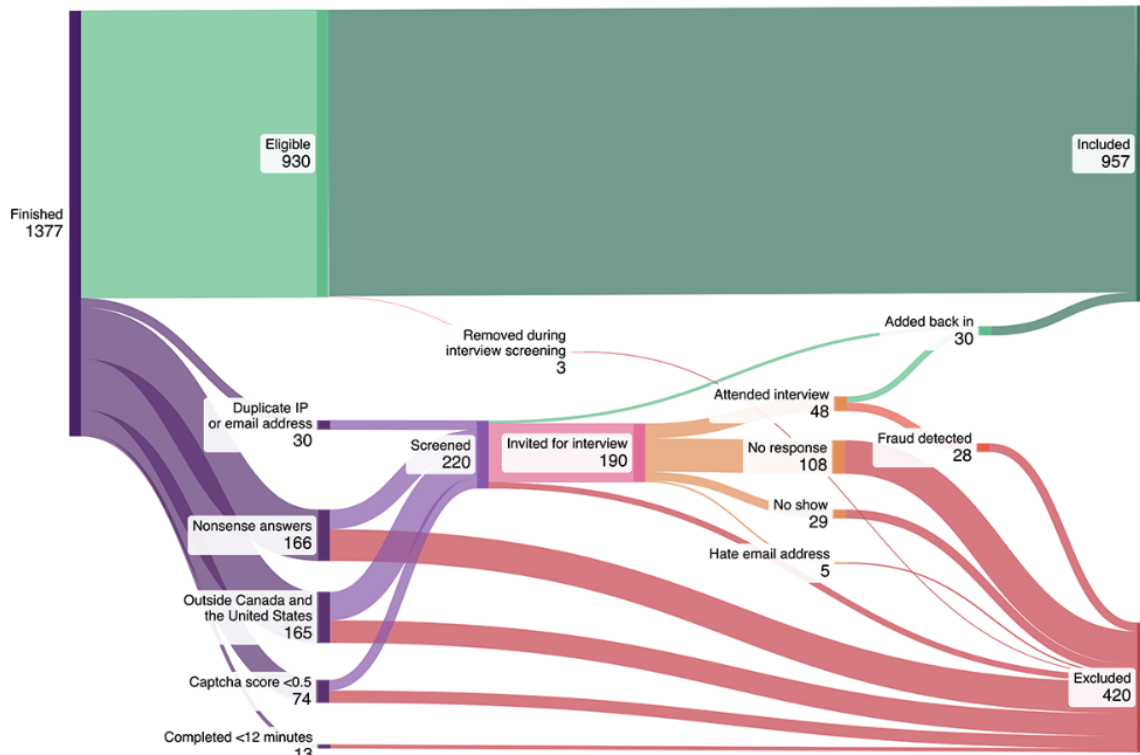 Finished
1377
Eligible
930
Included
957
Removed during
interview screening
3
Added back in
30
Duplicate IP
or email address
30
Screened
220
Invited for interview
190
Attended interview
48
No response
108
Fraud detected
28
No show
29
Hate email address
5
Nonsense answers
166
Outside Canada and
the United States
165
Captcha score <0.5
74
Excluded
420
Completed <12 minutes
13